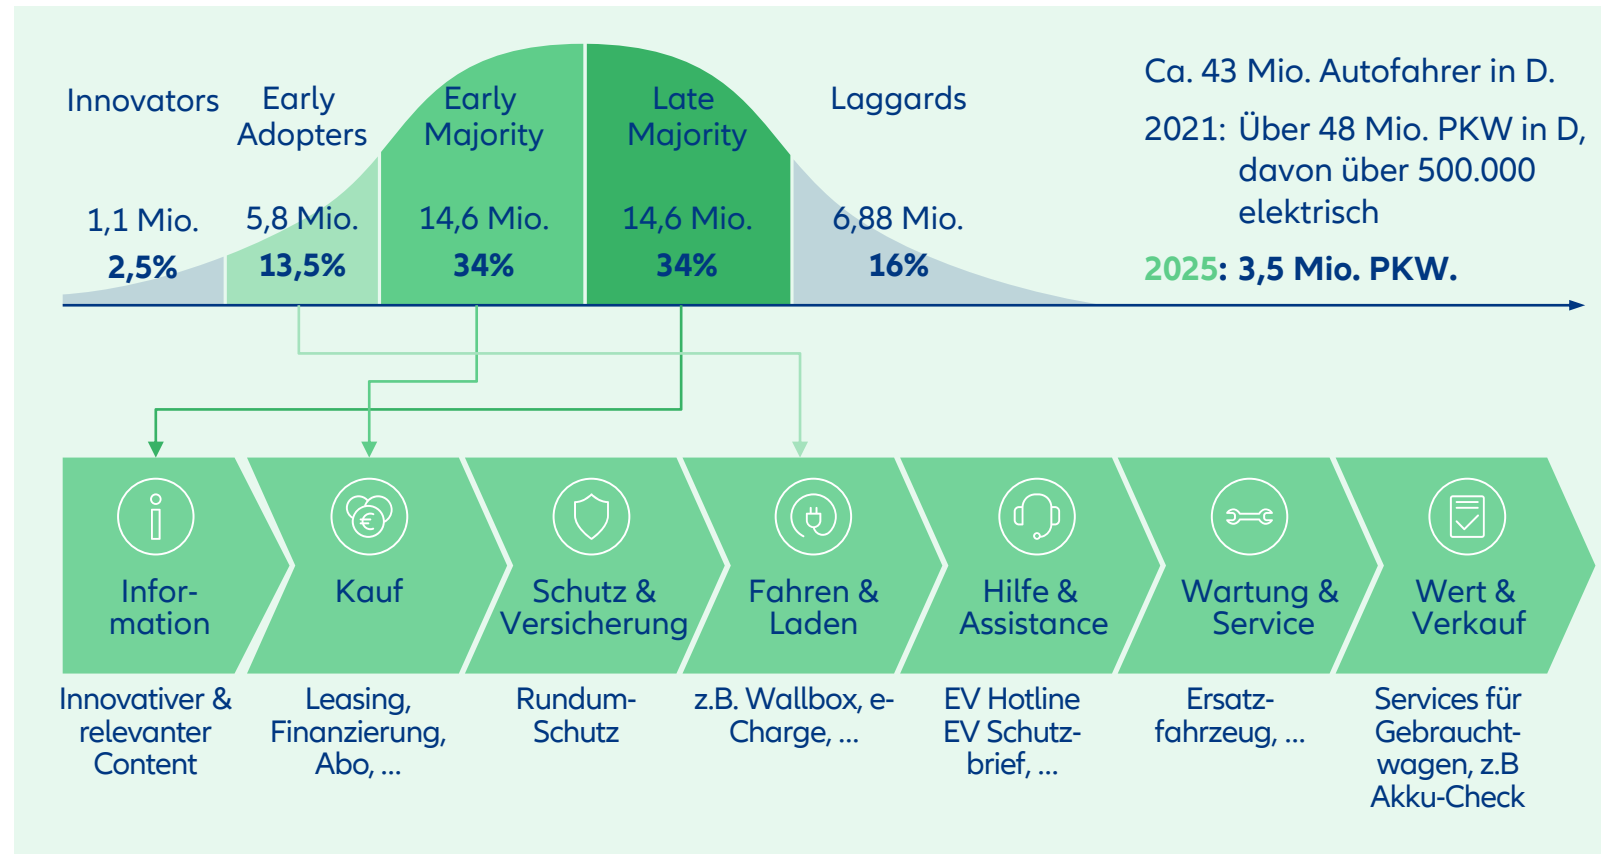 Innovators
Early
Adopters
Early
Majority
Late
Majority
Laggards
1,1 Mio.
2,5%
5,8 Mio.
13,5%
14,6 Mio.
34%
14,6 Mio.
34%
6,88 Mio.
16%
Ca. 43 Mio. Autofahrer in D.
2021: Über 48 Mio. PKW in D,
davon über 500.000
elektrisch
2025: 3,5 Mio. PKW.
€
Infor-
mation
Kauf
Schutz &
Versicherung
Fahren &
Laden
Hilfe &
Assistance
Wartung &
Service
Wert &
Verkauf
Innovativer &
relevanter
Content
Leasing,
Finanzierung,
Abo, ...
Rundum-
Schutz
z.B. Wallbox, e-
Charge, ...
EV Hotline
EV Schutz-
brief, ...
Ersatz-
fahrzeug, ...
Services für
Gebraucht-
wagen, z.B
Akku-Check